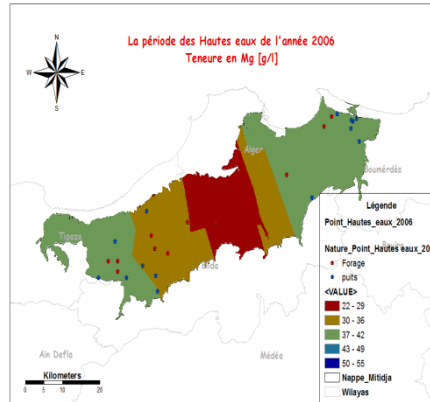 La période des Hautes eaux de l'année 2006
Teneure en Mg [g/l]
N
W
E
S
Alger
Boumérdès
Tipaza
Blida
Ain Defla
Médéa
Kilometers
0 5 10 20
Légende
Point_Hautes_eaux_2006
Nature_Point_Hautes eaux_20
Forage
puits
<VALUE>
22 - 29
30 - 36
37 - 42
43 - 49
50 - 55
Nappe_Mitidja
Wilayas